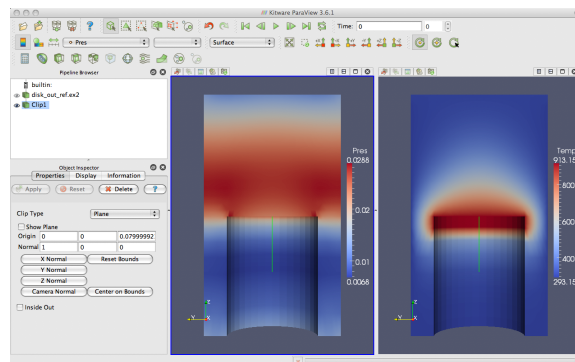 Kitware ParaView 3.6.1
Time: 0
0
Pres
Surface
Pipeline Browser
builtin:
disk_out_ref.ex2
Clip1
Object Inspector
Properties Display Information
Apply Reset Delete ?
Clip Type Plane
Show Plane
Origin 0 0 0.07999992
Normal 1 0 0
X Normal Reset Bounds
Y Normal
Z Normal
Camera Normal Center on Bounds
Inside Out
Pres
0.0288
0.02
0.01
0.0068
Z
Y X
Temp
913.15
800
600
400
293.15
Z
Y X